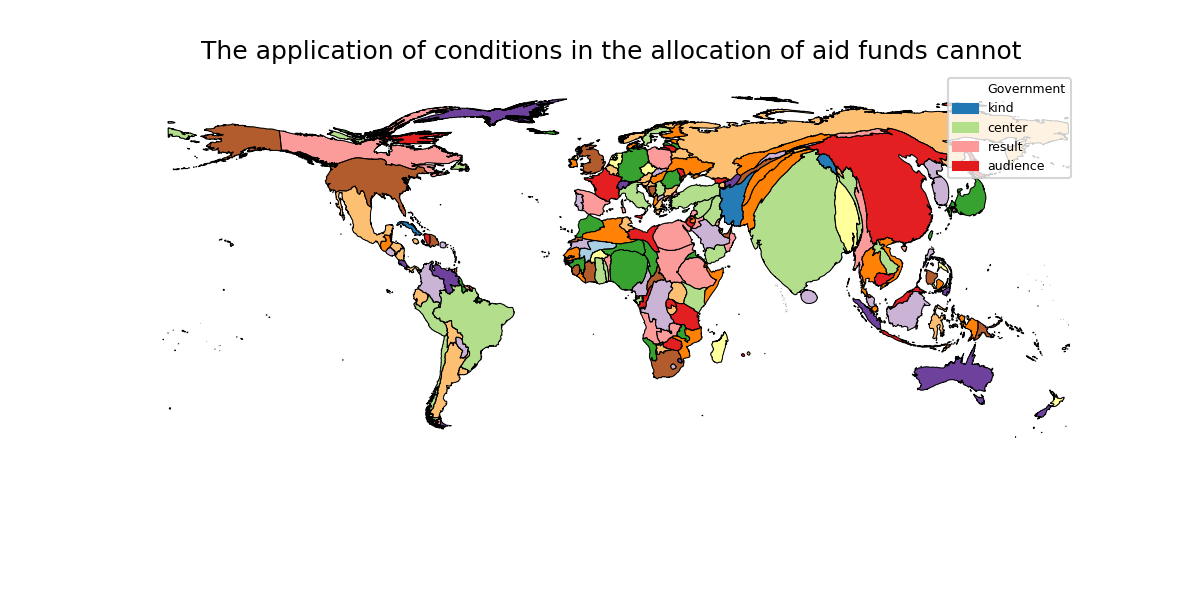 The application of conditions in the allocation of aid funds cannot
Government
kind
center
result
audience